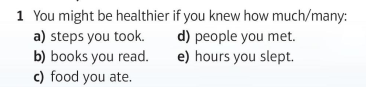 1 You might be healthier if you knew how much/many:
a) steps you took. d) people you met.
b) books you read. e) hours you slept.
c) food you ate.